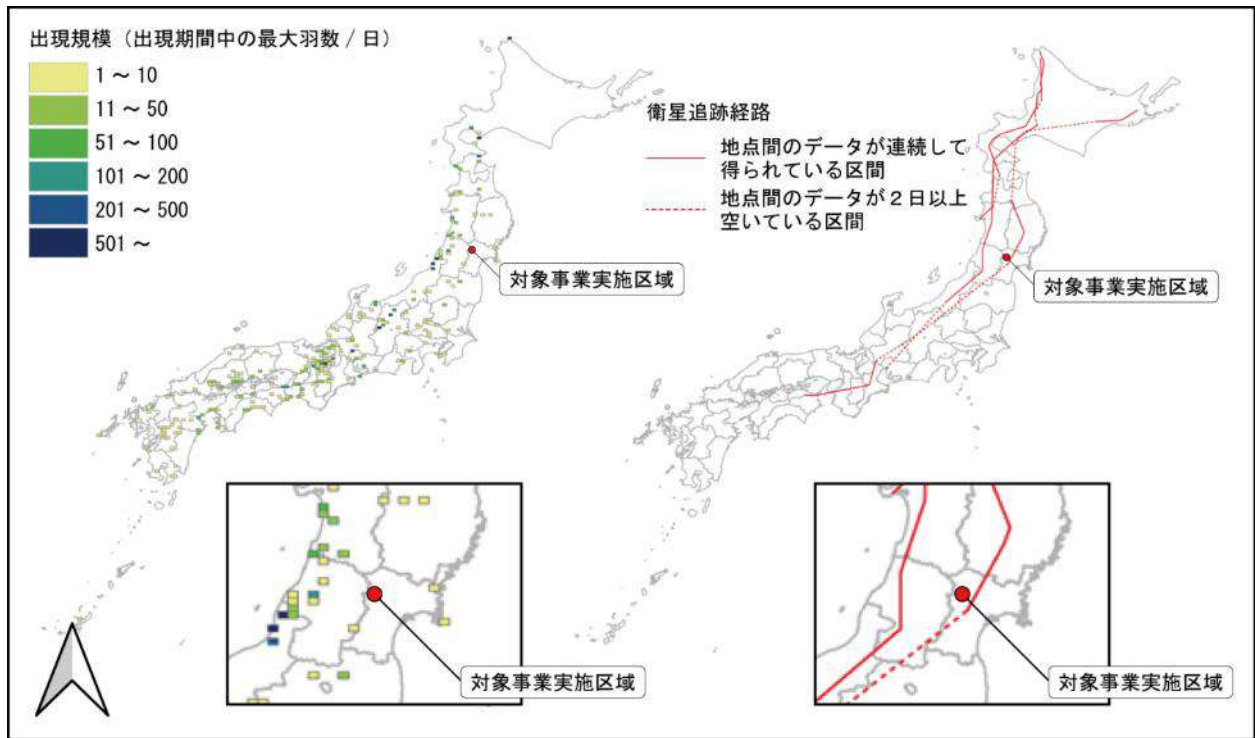 出現規模（出現期間中の最大羽数 / 日）
1 ～ 10
11 ～ 50
51 ～ 100
101 ～ 200
201 ～ 500
501 ～
対象事業実施区域
対象事業実施区域
衛星追跡経路
地点間のデータが連続して
得られている区間
地点間のデータが２日以上
空いている区間
対象事業実施区域
対象事業実施区域